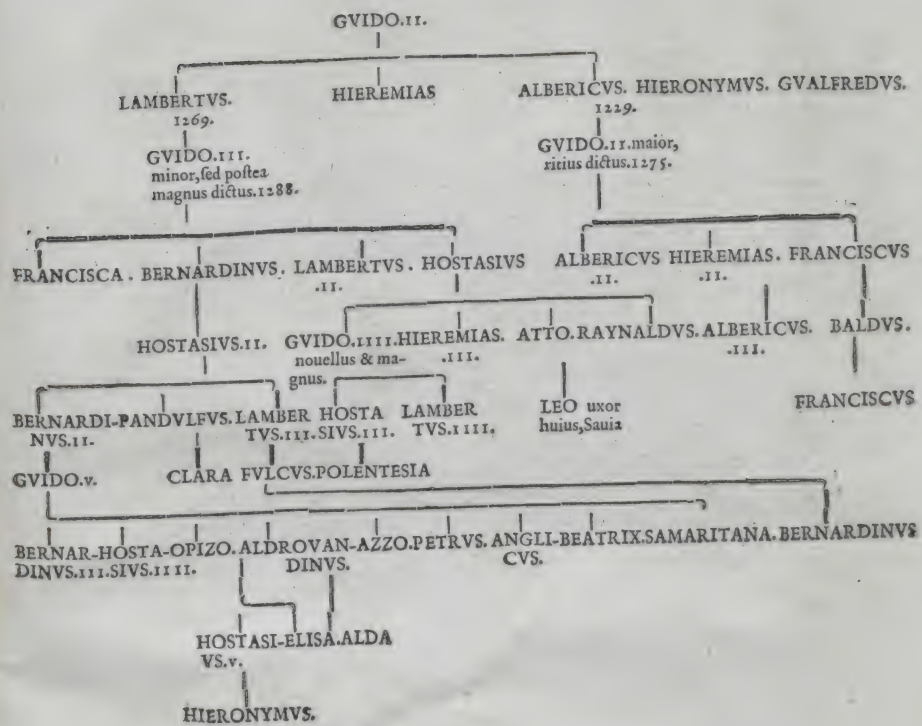 GVIDO.II.
LAMBERTVS. HIEREMIAS ALBERICVS. HIERONYMVS. GVALFREDVS.
1269. 1229.
GVIDO.III. GVIDO.II.maior,
minor,sed postea ritius dictus.1275.
magnus dictus.1288.
FRANCISCA. BERNARDINVS. LAMBERTVS. HOSTASIVS ALBERICVS HIEREMIAS. FRANCISCVS
.II. .II. .II.
HOSTASIVS.II. GVIDO.IIII.HIEREMIAS. ATTO.RAYNALDVS.ALBERICVS. BALDVS.
nouellus & ma- .III. .III.
gnus.
BERNARDI-PANDVLFVS.LAMBER HOSTA LAMBER LEO uxor FRANCISCVS
NVS.II. TVS.III.SIVS.III. TVS.IIII. huius,Sauia
GVIDO.v. CLARA FVLCVS.POLENTESIA
BERNAR-HOSTA-OPIZO.ALDROVAN-AZZO.PETRVS.ANGLI-BEATRIX.SAMARITANA.BERNARDINVS
DINVS.III.SIVS.IIII. DINVS. CVS.
HOSTASI-ELISA.ALDA
VS.v.
HIERONYMVS.